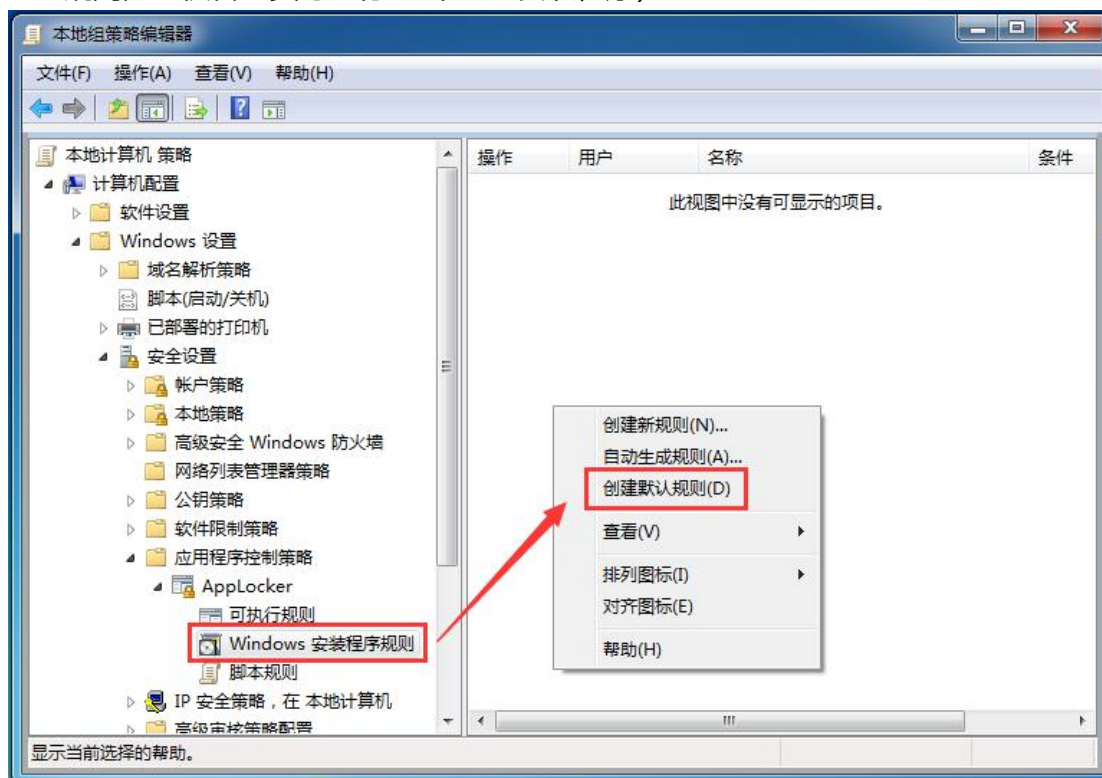 本地组策略编辑器
文件(F) 操作(A) 查看(V) 帮助(H)
本地计算机 策略
计算机配置
软件设置
Windows 设置
域名解析策略
脚本(启动/关机)
已部署的打印机
安全设置
帐户策略
本地策略
高级安全 Windows 防火墙
网络列表管理器策略
公钥策略
软件限制策略
应用程序控制策略
AppLocker
可执行规则
Windows 安装程序规则
脚本规则
IP 安全策略，在 本地计算机
高级审核策略配置
操作 用户 名称 条件
此视图中没有可显示的项目。
创建新规则(N)...
自动生成规则(A)...
创建默认规则(D)
查看(V)
排列图标(I)
对齐图标(E)
帮助(H)
显示当前选择的帮助。